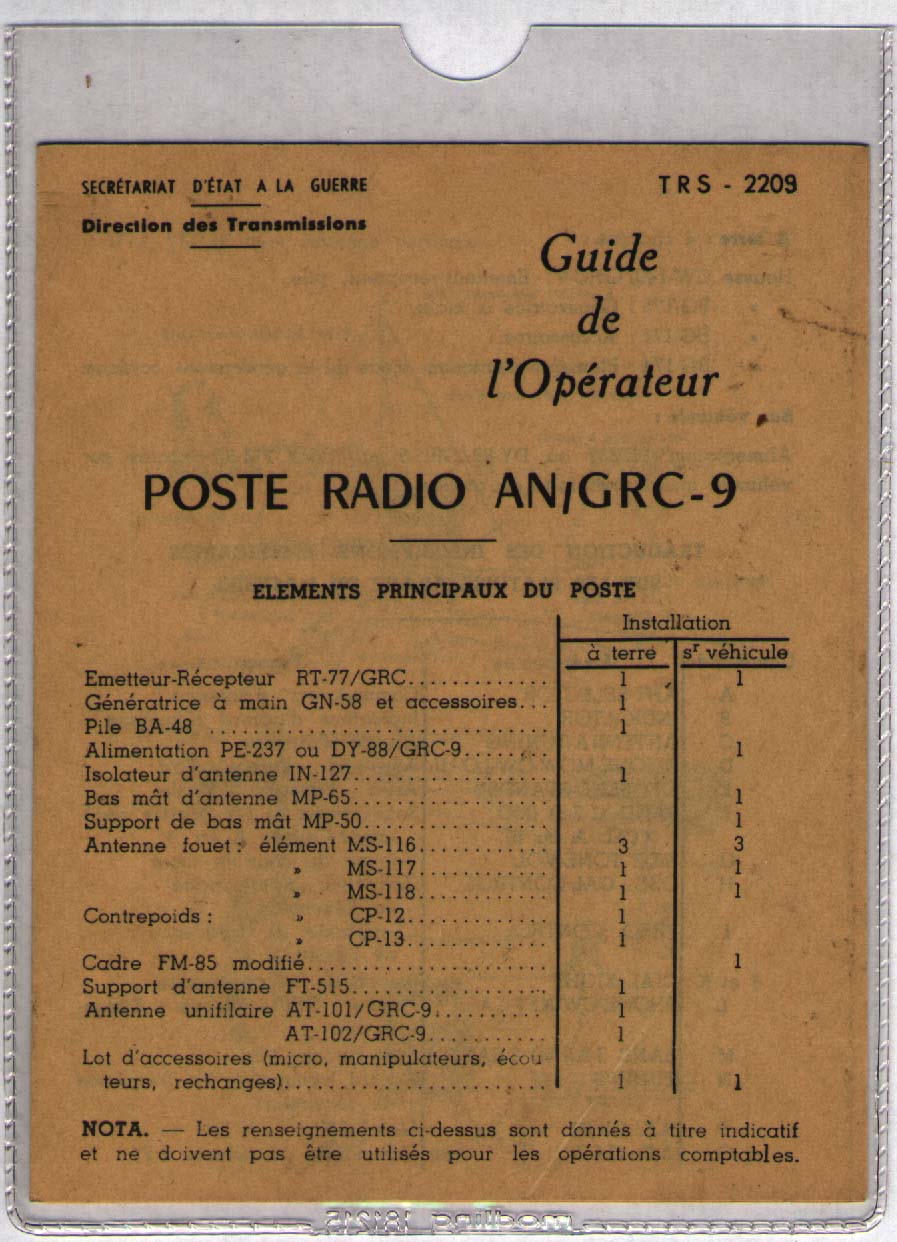 SECRÉTARIAT D'ÉTAT A LA GUERRE
TRS - 2209
Direction des Transmissions
Guide
de
l'Opérateur
POSTE RADIO AN/GRC-9
ELEMENTS PRINCIPAUX DU POSTE
Installation
à terre sr véhicule
Emetteur-Récepteur RT-77/GRC............. 1 1
Génératrice à main GN-58 et accessoires... 1
Pile BA-48 ............................... 1
Alimentation PE-237 ou DY-88/GRC-9........ 1
Isolateur d'antenne IN-127.................. 1
Bas mât d'antenne MP-65.................. 1
Support de bas mât MP-50................. 1
Antenne fouet : élément MS-116............ 3 3
» MS-117............ 1 1
» MS-118............ 1 1
Contrepoids : » CP-12............. 1
» CP-13............. 1
Cadre FM-85 modifié...................... 1
Support d'antenne FT-515.................. 1
Antenne unifilaire AT-101/GRC-9.......... 1
AT-102/GRC-9........... 1
Lot d'accessoires (micro, manipulateurs, écou-
teurs, rechanges)........................ 1 1
NOTA. — Les renseignements ci-dessus sont donnés à titre indicatif
et ne doivent pas être utilisés pour les opérations comptables.